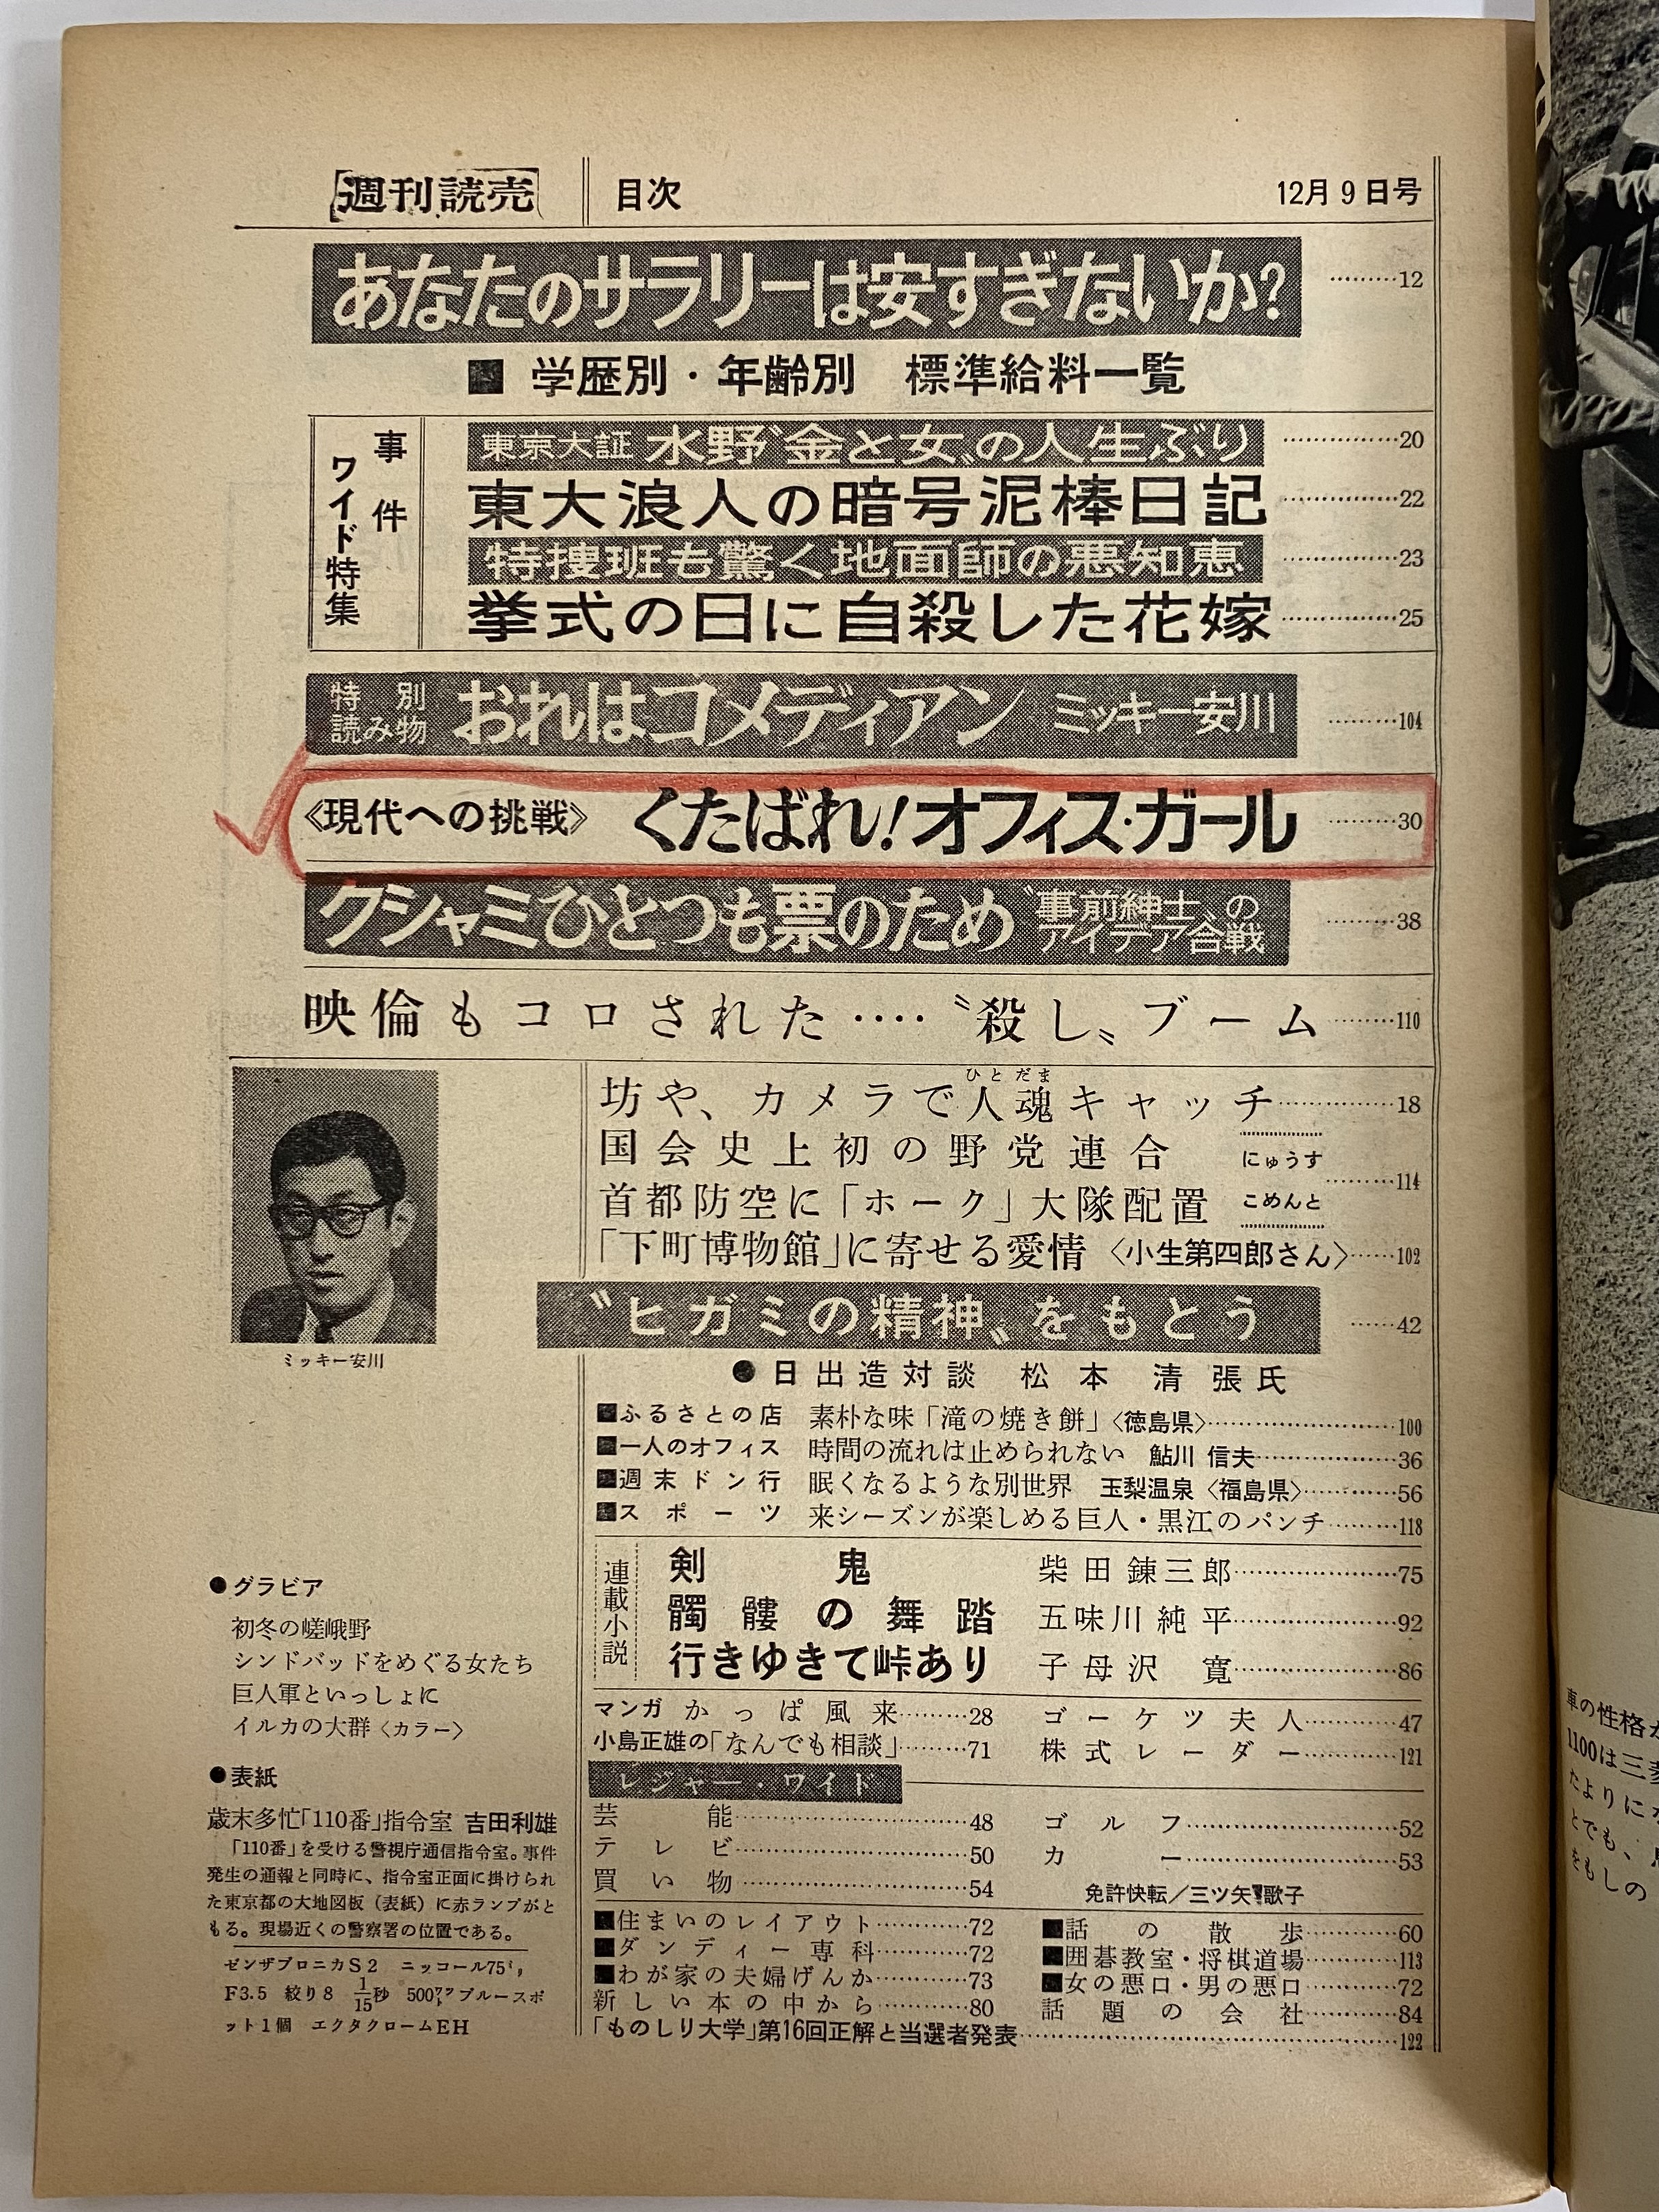 週刊読売
目次
12月9日号
あなたのサラリーは安すぎないか?………12
■ 学歴別・年齢別 標準給料一覧
事件
ワイド特集
東京大証 水野〝金と女〟の人生ぶり……………20
東大浪人の暗号泥棒日記……………22
特捜班も驚く地面師の悪知恵……………23
挙式の日に自殺した花嫁……………25
特別読み物 おれはコメディアン ミッキー安川………104
《現代への挑戦》 くたばれ!オフィス・ガール………30
クシャミひとつも票のため 〝事前紳士〟のアイデア合戦………38
映倫もコロされた‥‥〝殺し〟ブーム………110
ミッキー安川
坊や、カメラで人魂キャッチ……………18
ひとだま
国会史上初の野党連合
首都防空に「ホーク」大隊配置
にゅうす
こめんと
………114
「下町博物館」に寄せる愛情〈小生第四郎さん〉……102
〝ヒガミの精神〟をもとう……42
●日出造対談 松本清張氏
■ふるさとの店 素朴な味「滝の焼き餅」〈徳島県〉……………100
■一人のオフィス 時間の流れは止められない 鮎川信夫……………36
■週末ドン行 眠くなるような別世界 玉梨温泉〈福島県〉…………56
■スポーツ 来シーズンが楽しめる巨人・黒江のパンチ………118
連載小説
剣鬼 柴田錬三郎……………75
髑髏の舞踏 五味川純平……………92
行きゆきて峠あり 子母沢寛……………86
マンガ かっぱ風来………28
ゴーケツ夫人…………47
小島正雄の「なんでも相談」………71
株式レーダー…………121
レジャー・ワイド
芸能……………48
ゴルフ……………52
テレビ……………50
カー……………53
買い物……………54
免許快転/三ツ矢歌子
■住まいのレイアウト…………72
■話の散歩…………60
■ダンディー専科…………72
■囲碁教室・将棋道場…………113
■わが家の夫婦げんか…………73
■女の悪口・男の悪口…………72
新しい本の中から…………80
話題の会社…………84
「ものしり大学」第16回正解と当選者発表……………122
●グラビア
初冬の嵯峨野
シンドバッドをめぐる女たち
巨人軍といっしょに
イルカの大群〈カラー〉
●表紙
歳末多忙「110番」指令室 吉田利雄
「110番」を受ける警視庁通信指令室。事件
発生の通報と同時に、指令室正面に掛けられ
た東京都の大地図板（表紙）に赤ランプがと
もる。現場近くの警察署の位置である。
ゼンザブロニカS2 ニッコール75ミリ,
F3.5 絞り8 1/15秒 500ワット ブルースポ
ット1個 エクタクロームEH
車の性格
1100は三
たよりに
とでも、
をもしの